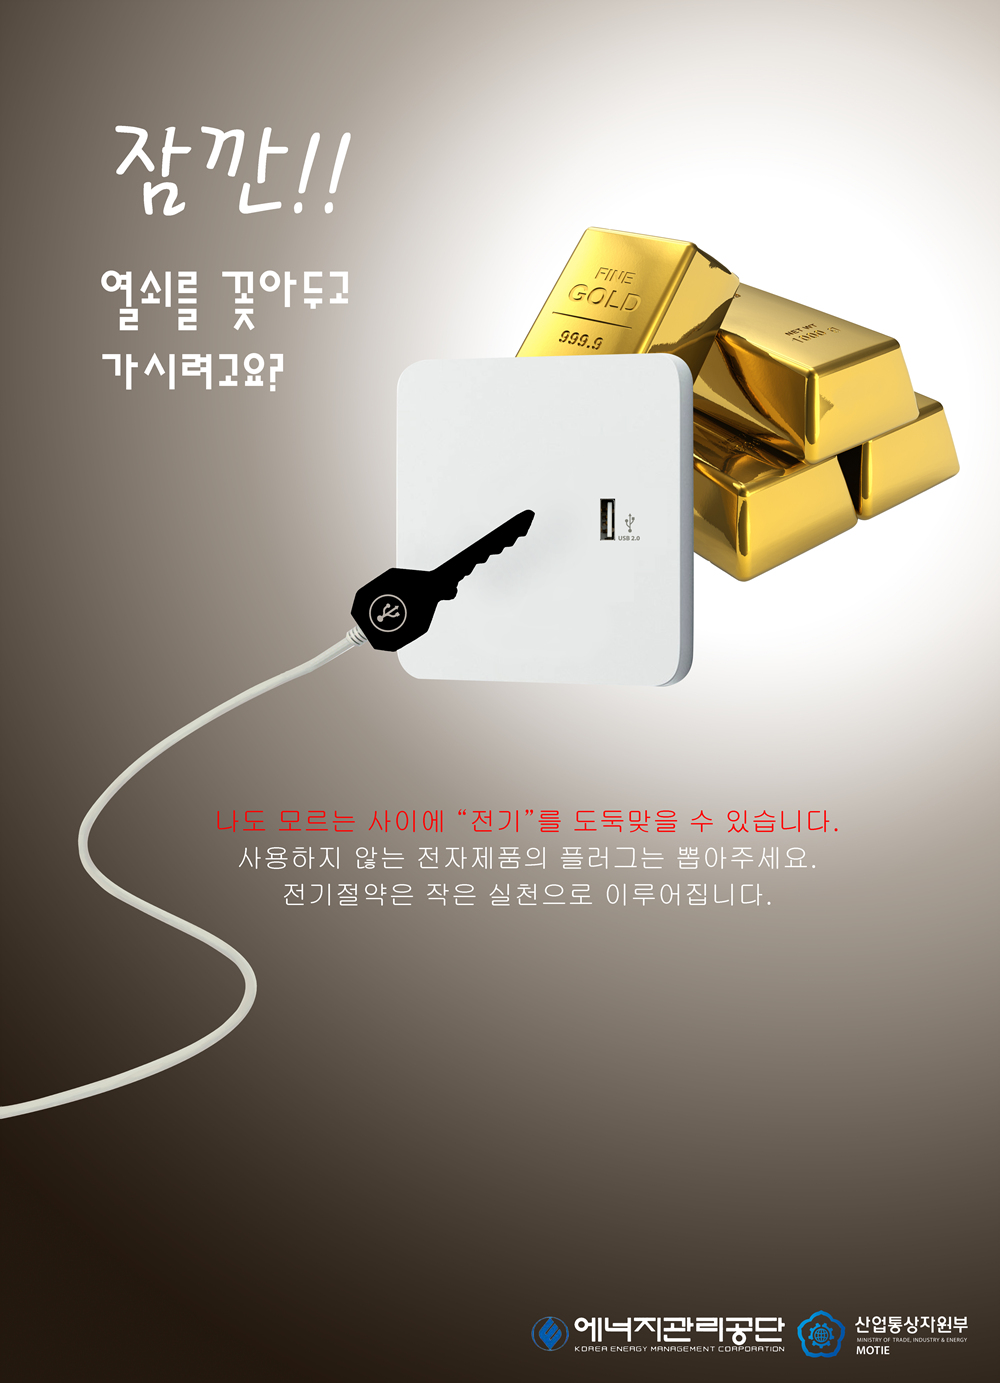 잠깐!!
열쇠를 꽂아두고
가시려고요?
FINE
GOLD
999.9
NET WT
1000 g
USB 2.0
나도 모르는 사이에 “전기”를 도둑맞을 수 있습니다.
사용하지 않는 전자제품의 플러그는 뽑아주세요.
전기절약은 작은 실천으로 이루어집니다.
에너지관리공단
KOREA ENERGY MANAGEMENT CORPORATION
산업통상자원부
MINISTRY OF TRADE, INDUSTRY & ENERGY
MOTIE